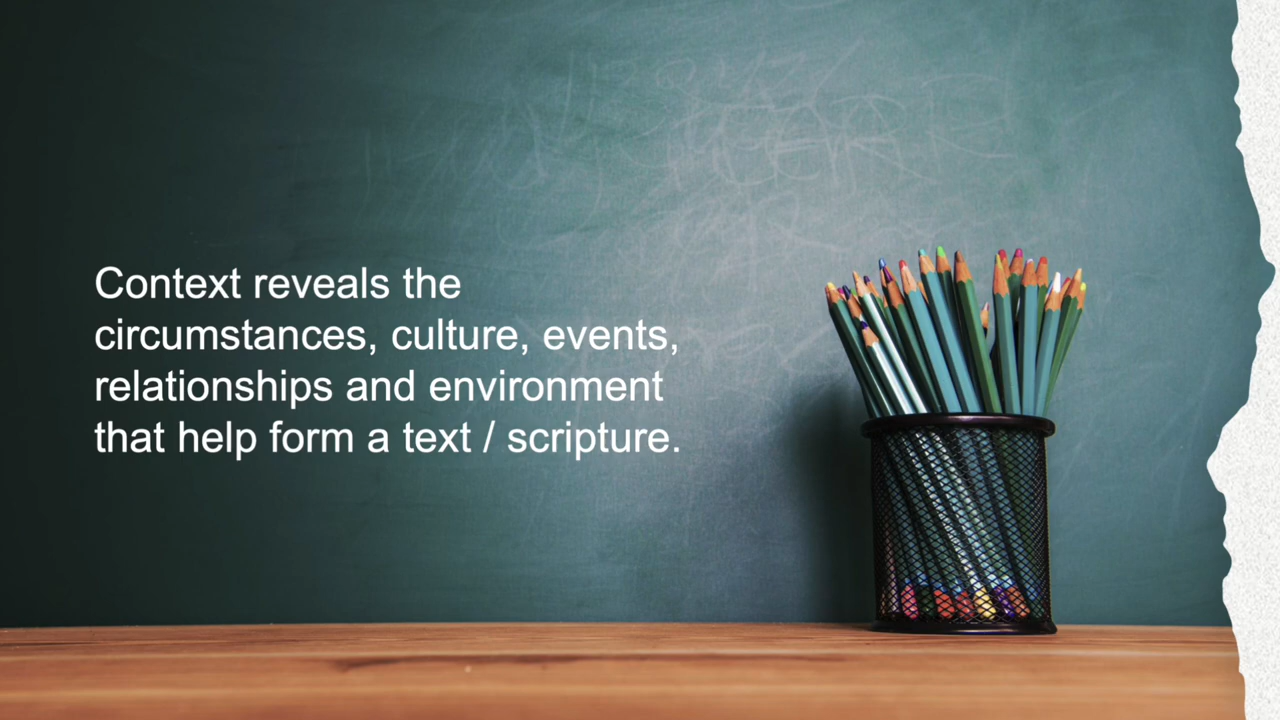 Context reveals the
circumstances, culture, events,
relationships and environment
that help form a text / scripture.